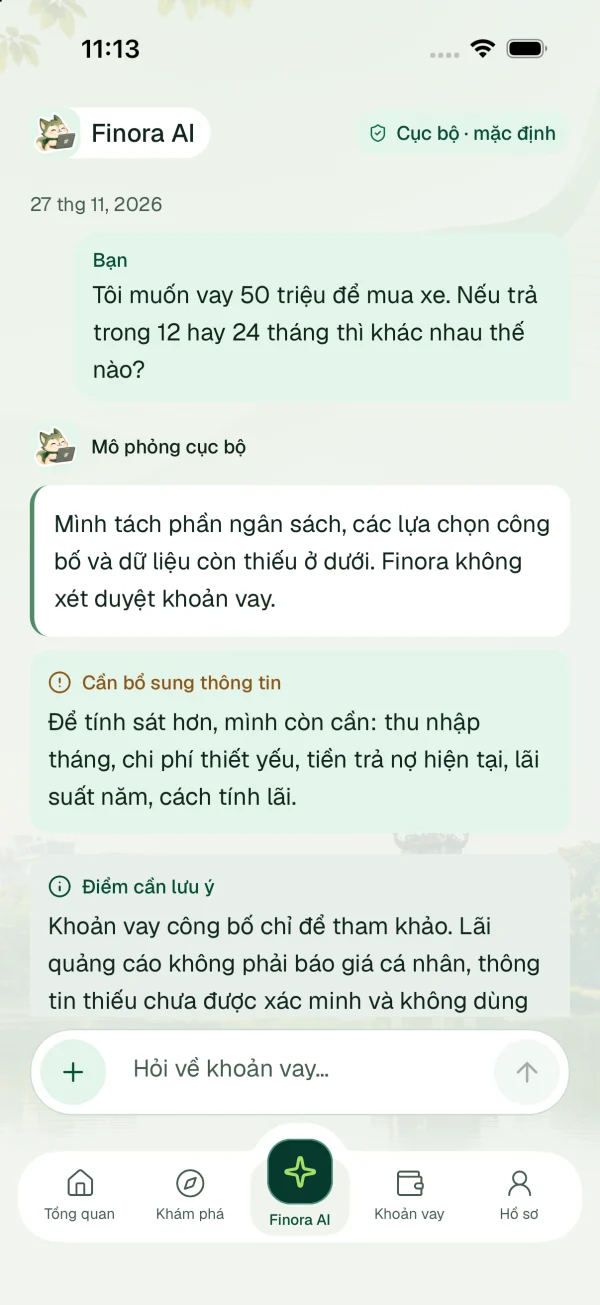 11:13
Finora AI
Cục bộ · mặc định
27 thg 11, 2026
Bạn
Tôi muốn vay 50 triệu để mua xe. Nếu trả
trong 12 hay 24 tháng thì khác nhau thế
nào?
Mô phỏng cục bộ
Mình tách phần ngân sách, các lựa chọn công
bố và dữ liệu còn thiếu ở dưới. Finora không
xét duyệt khoản vay.
Cần bổ sung thông tin
Để tính sát hơn, mình còn cần: thu nhập
tháng, chi phí thiết yếu, tiền trả nợ hiện tại, lãi
suất năm, cách tính lãi.
Điểm cần lưu ý
Khoản vay công bố chỉ để tham khảo. Lãi
quảng cáo không phải báo giá cá nhân, thông
tin thiếu chưa được xác minh và không dùng
Hỏi về khoản vay...
Tổng quan
Khám phá
Finora AI
Khoản vay
Hồ sơ